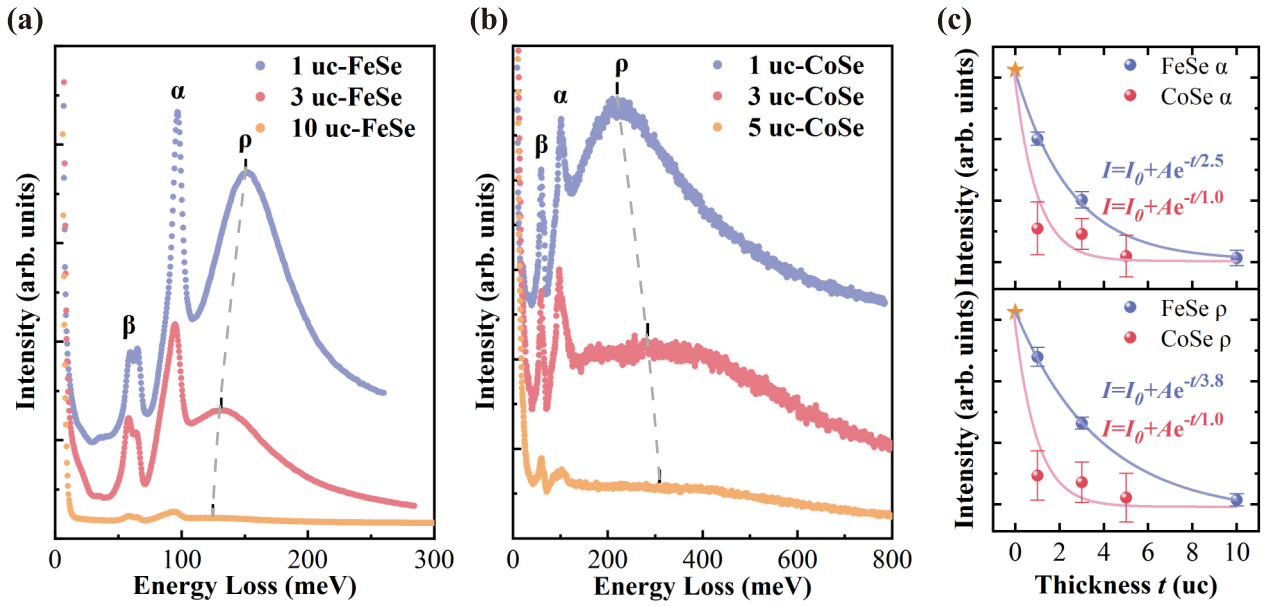 (a)
Intensity (arb. units)
1 uc-FeSe
3 uc-FeSe
10 uc-FeSe
α
β
ρ
0
100
200
300
Energy Loss (meV)
(b)
Intensity (arb. units)
1 uc-CoSe
3 uc-CoSe
5 uc-CoSe
ρ
α
β
0
200
400
600
800
Energy Loss (meV)
(c)
Intensity (arb. units)
FeSe α
CoSe α
I=I₀+Ae^-t/2.5
I=I₀+Ae^-t/1.0
Intensity (arb. units)
FeSe ρ
CoSe ρ
I=I₀+Ae^-t/3.8
I=I₀+Ae^-t/1.0
0
2
4
6
8
10
Thickness t (uc)